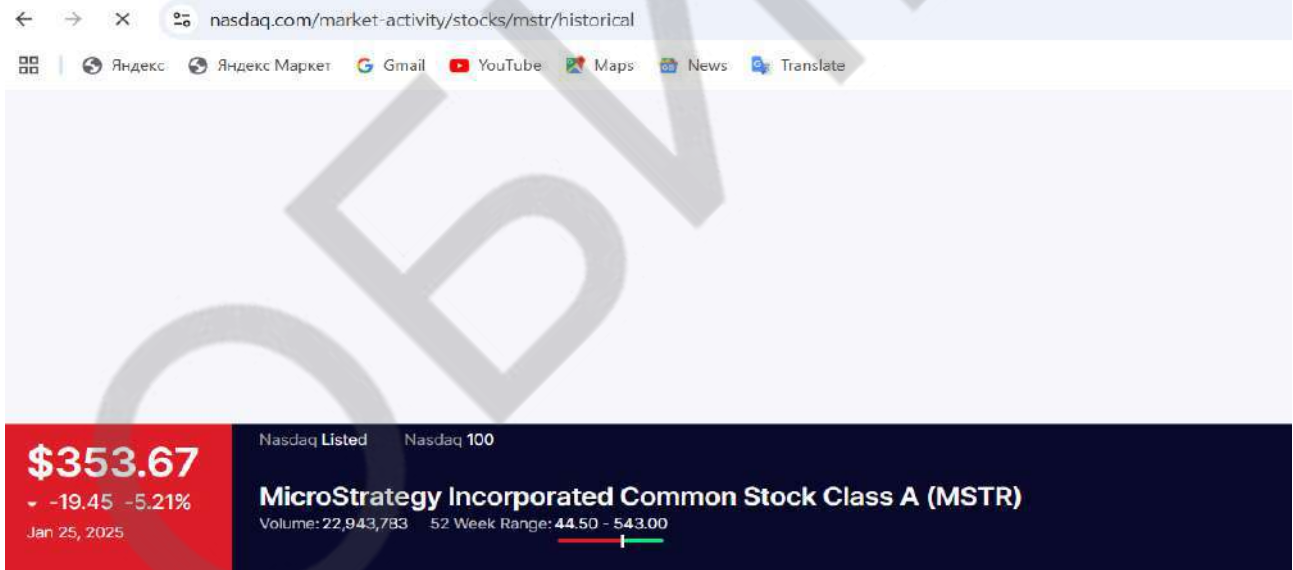 nasdaq.com/market-activity/stocks/mstr/historical
Яндекс Яндекс Маркет Gmail YouTube Maps News Translate
ОБИ
Nasdaq Listed Nasdaq 100
$353.67
-19.45 -5.21%
MicroStrategy Incorporated Common Stock Class A (MSTR)
Volume: 22,943,783 52 Week Range: 44.50 - 543.00
Jan 25, 2025